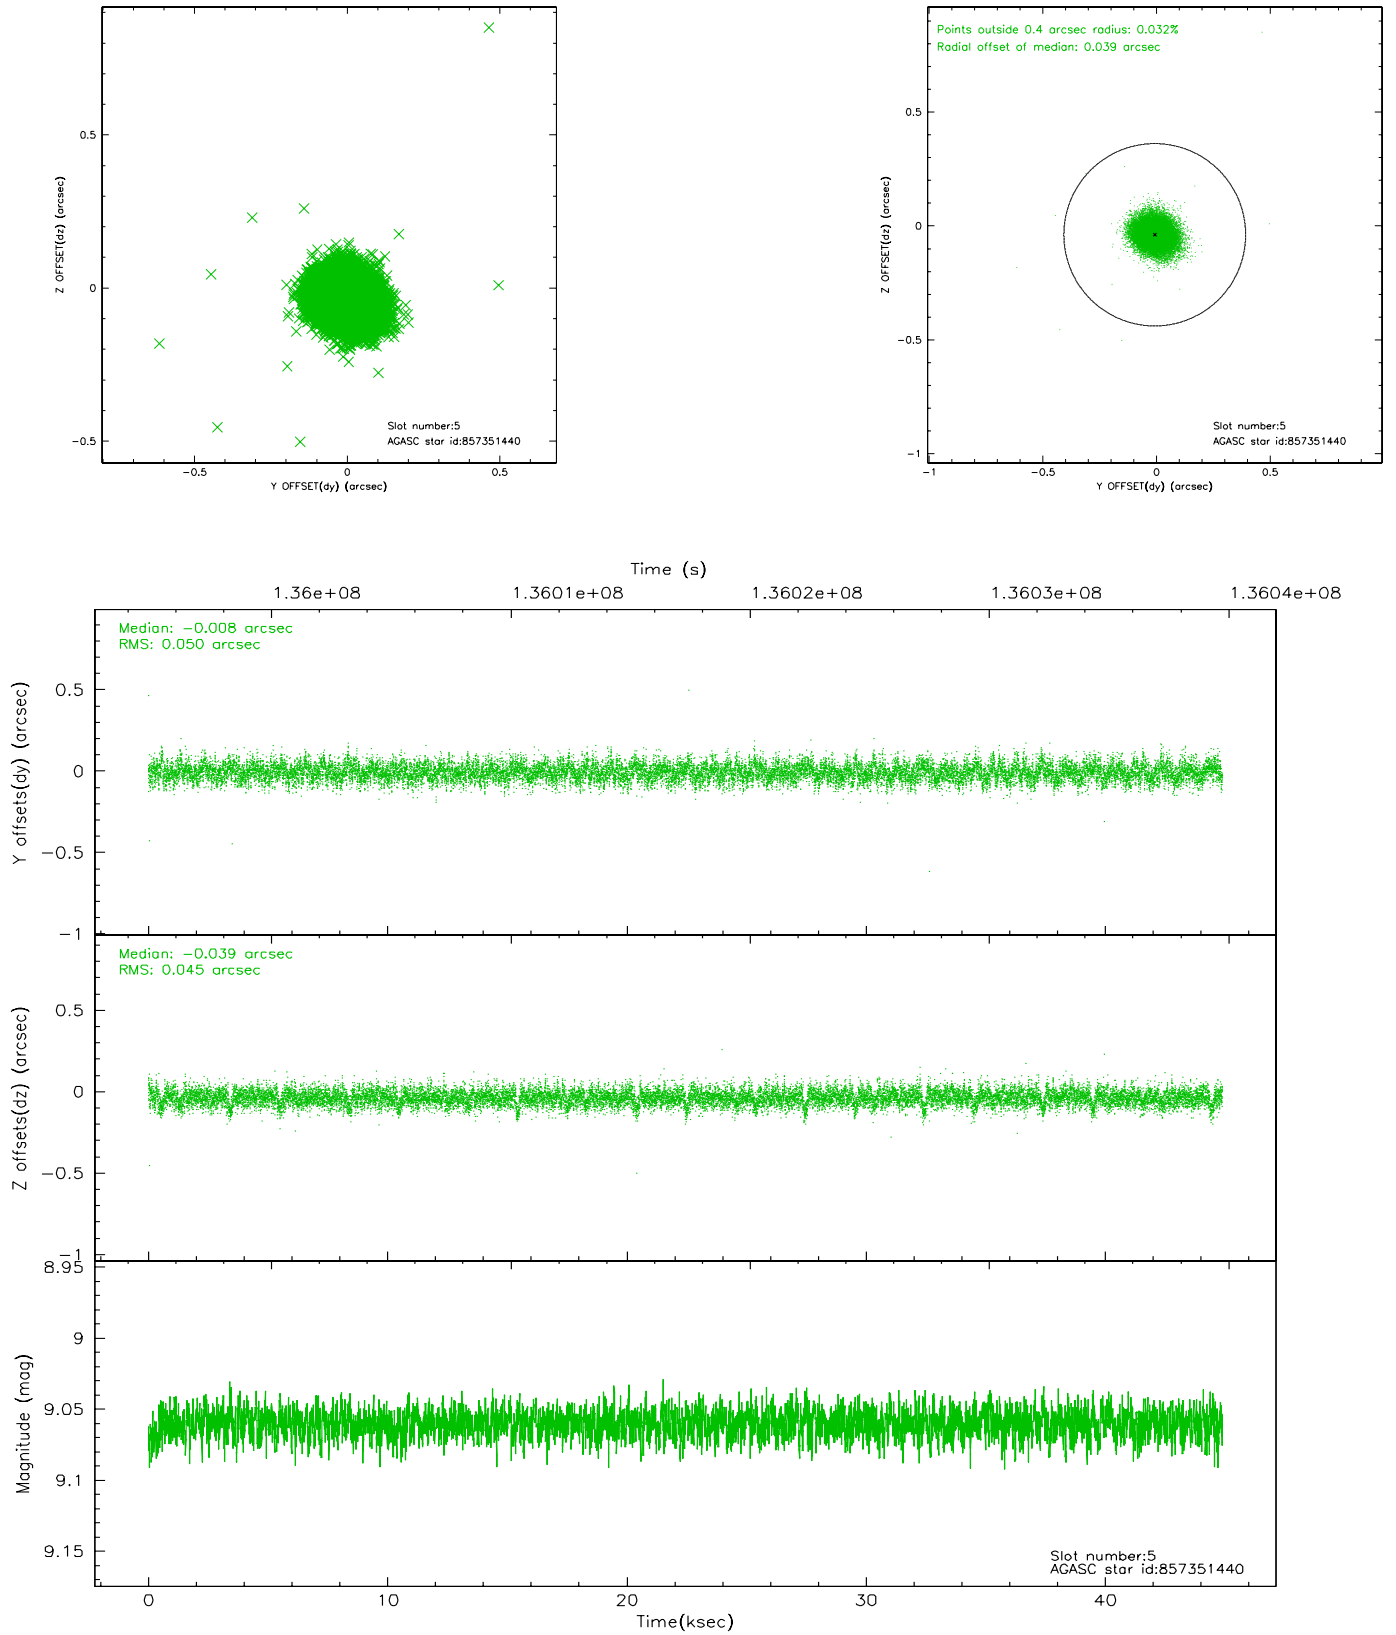 0.5
0
-0.5
Z OFFSET(dz) (arcsec)
Slot number:5
AGASC star id:857351440
-0.5 0 0.5
Y OFFSET(dy) (arcsec)
Points outside 0.4 arcsec radius: 0.032%
Radial offset of median: 0.039 arcsec
0.5
0
-0.5
-1
Z OFFSET(dz) (arcsec)
Slot number:5
AGASC star id:857351440
-1 -0.5 0 0.5
Y OFFSET(dy) (arcsec)
Time (s)
1.36e+08 1.3601e+08 1.3602e+08 1.3603e+08 1.3604e+08
Median: -0.008 arcsec
RMS: 0.050 arcsec
0.5
0
-0.5
-1
Y offsets(dy) (arcsec)
Median: -0.039 arcsec
RMS: 0.045 arcsec
0.5
0
-0.5
-1
Z offsets(dz) (arcsec)
8.95
9
9.05
9.1
9.15
Magnitude (mag)
Slot number:5
AGASC star id:857351440
0 10 20 30 40
Time(ksec)